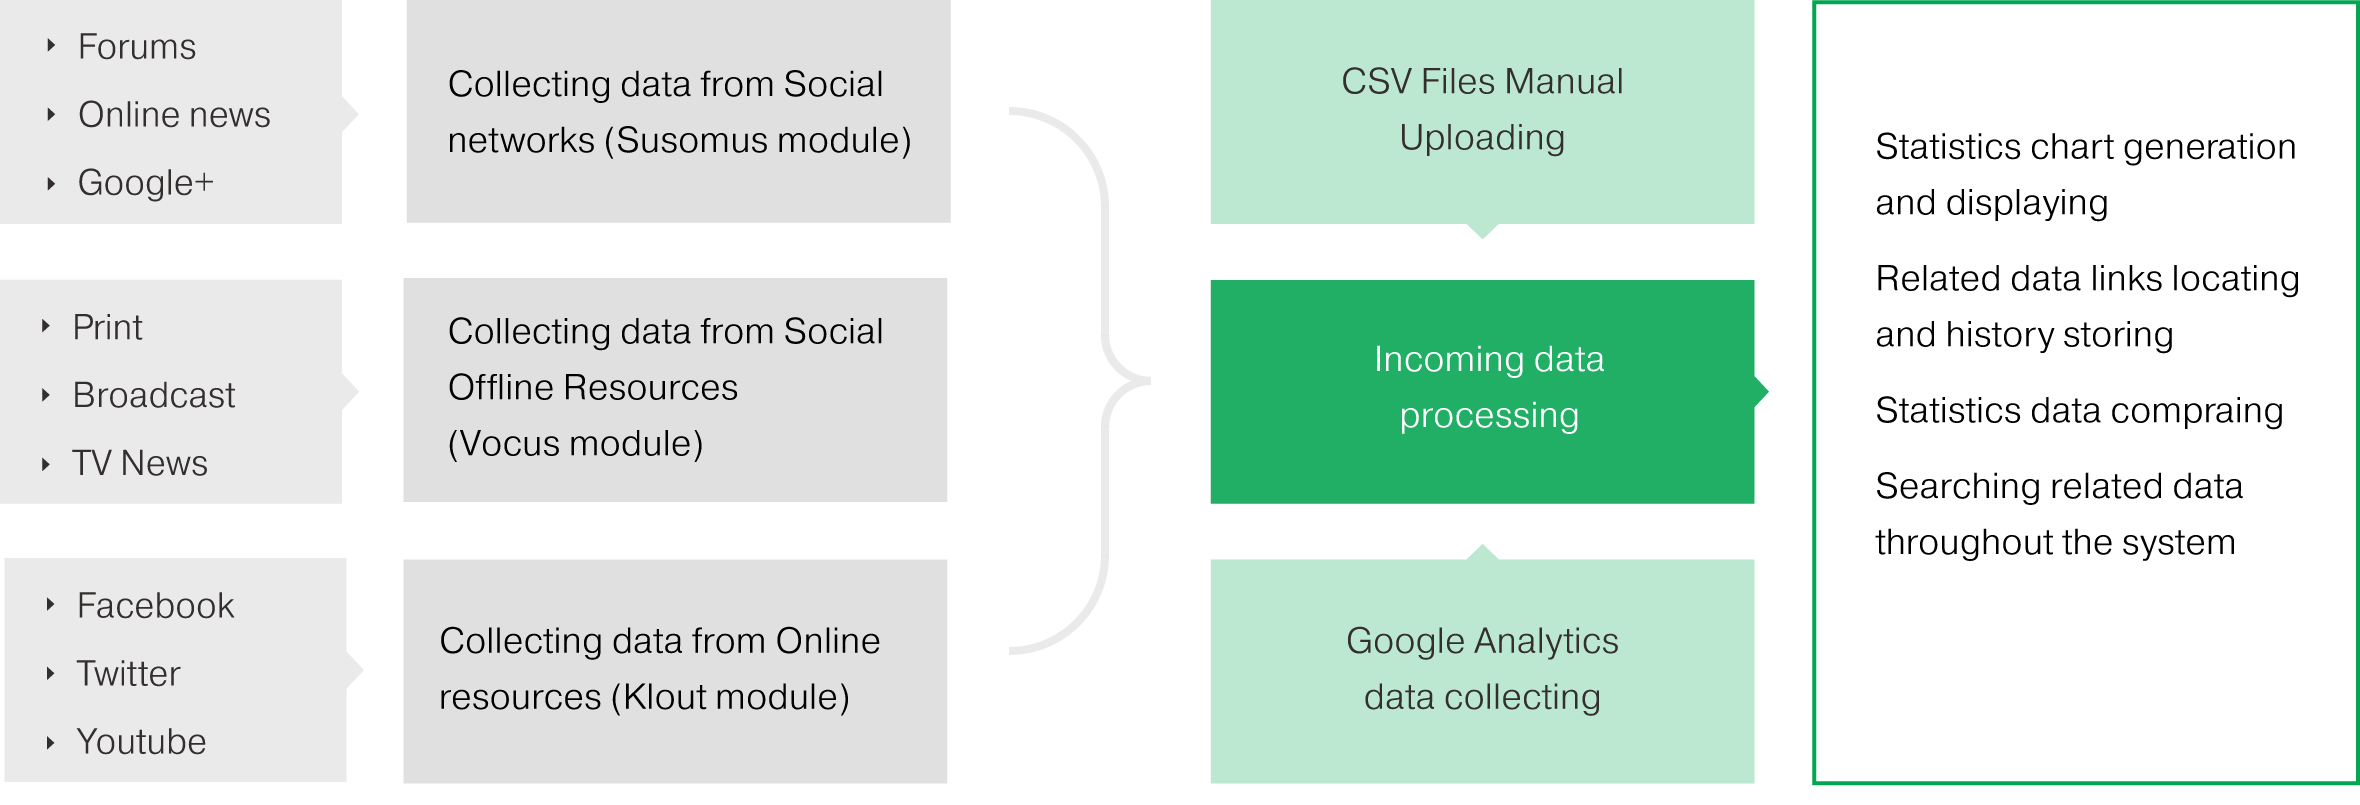 Forums
Online news
Google+
Collecting data from Social
networks (Susomus module)
Print
Broadcast
TV News
Collecting data from Social
Offline Resources
(Vocus module)
Facebook
Twitter
Youtube
Collecting data from Online
resources (Klout module)
CSV Files Manual
Uploading
Incoming data
processing
Google Analytics
data collecting
Statistics chart generation
and displaying
Related data links locating
and history storing
Statistics data compraing
Searching related data
throughout the system